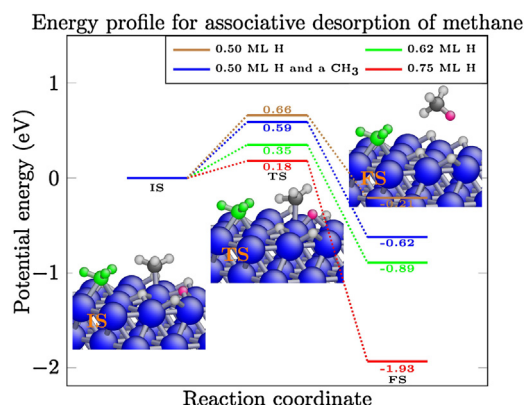 Energy profile for associative desorption of methane
0.50 ML H
0.62 ML H
0.50 ML H and a CH₃
0.75 ML H
Potential energy (eV)
1
0
−1
−2
0.66
0.59
0.35
0.18
IS
TS
FS
-0.21
-0.62
-0.89
-1.93
FS
IS
TS
Reaction coordinate